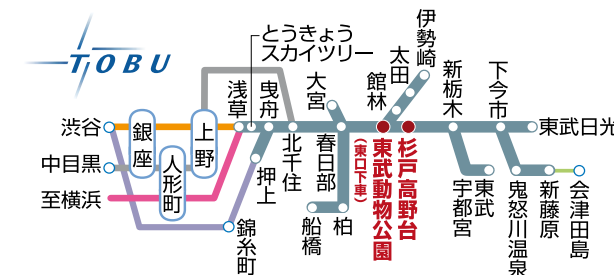 TOBU
とうきょう
スカイツリー
伊勢崎
太田
館林
新栃木
下今市
浅草
曳舟
大宮
渋谷
銀座
上野
北千住
春日部
東武動物公園
(東口下車)
杉戸高野台
東武日光
中目黒
人形町
押上
至横浜
錦糸町
船橋
柏
東武
宇都宮
鬼怒川温泉
新藤原
会津田島